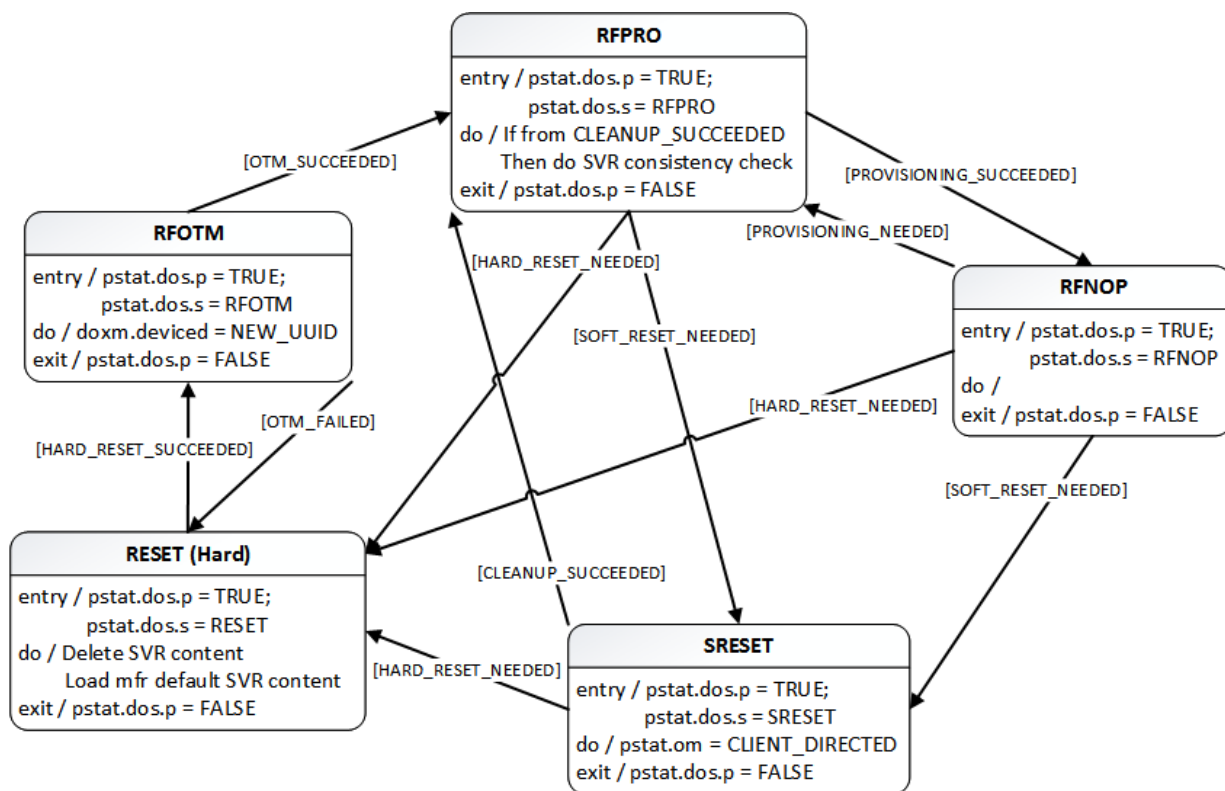 RFPRO
entry / pstat.dos.p = TRUE;
pstat.dos.s = RFPRO
do / If from CLEANUP_SUCCEEDED
Then do SVR consistency check
exit / pstat.dos.p = FALSE
[OTM_SUCCEEDED]
[PROVISIONING_SUCCEEDED]
[PROVISIONING_NEEDED]
RFOTM
entry / pstat.dos.p = TRUE;
pstat.dos.s = RFOTM
do / doxm.deviced = NEW_UUID
exit / pstat.dos.p = FALSE
[HARD_RESET_NEEDED]
[SOFT_RESET_NEEDED]
RFNOP
entry / pstat.dos.p = TRUE;
pstat.dos.s = RFNOP
do /
exit / pstat.dos.p = FALSE
[HARD_RESET_NEEDED]
[OTM_FAILED]
[HARD_RESET_SUCCEEDED]
[SOFT_RESET_NEEDED]
RESET (Hard)
entry / pstat.dos.p = TRUE;
pstat.dos.s = RESET
do / Delete SVR content
Load mfr default SVR content
exit / pstat.dos.p = FALSE
[CLEANUP_SUCCEEDED]
[HARD_RESET_NEEDED]
SRESET
entry / pstat.dos.p = TRUE;
pstat.dos.s = SRESET
do / pstat.om = CLIENT_DIRECTED
exit / pstat.dos.p = FALSE